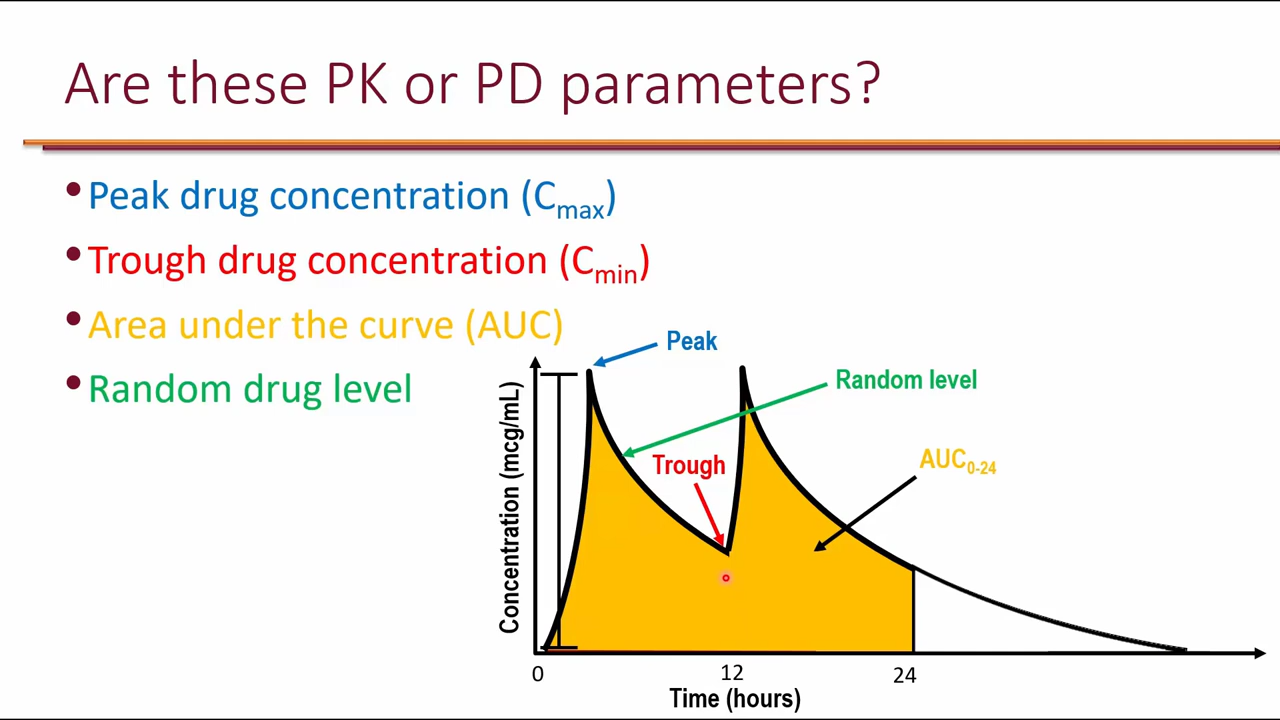 Are these PK or PD parameters?
• Peak drug concentration (Cmax)
• Trough drug concentration (Cmin)
• Area under the curve (AUC)
• Random drug level
Peak
Random level
Trough
AUC0-24
Concentration (mcg/mL)
0
12
24
Time (hours)